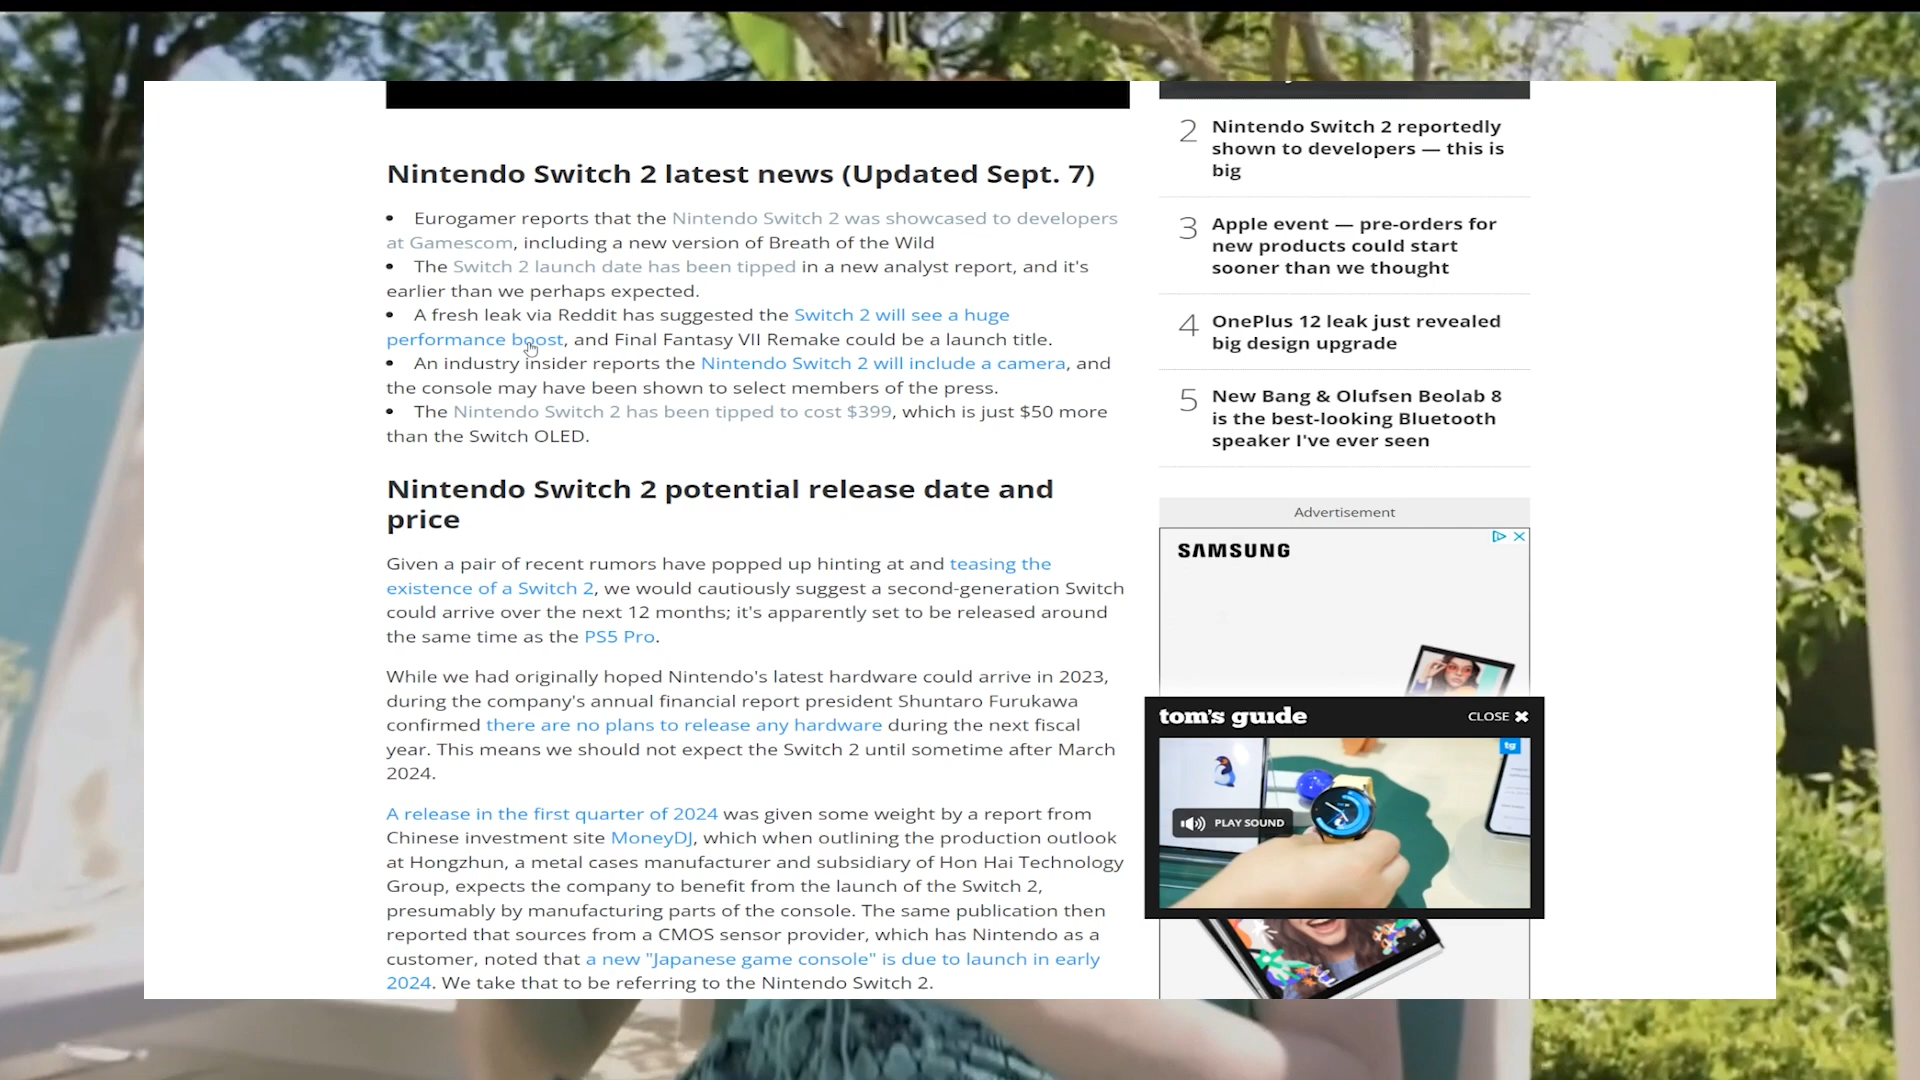 Nintendo Switch 2 latest news (Updated Sept. 7)
• Eurogamer reports that the Nintendo Switch 2 was showcased to developers
at Gamescom, including a new version of Breath of the Wild
• The Switch 2 launch date has been tipped in a new analyst report, and it's
earlier than we perhaps expected.
• A fresh leak via Reddit has suggested the Switch 2 will see a huge
performance boost, and Final Fantasy VII Remake could be a launch title.
• An industry insider reports the Nintendo Switch 2 will include a camera, and
the console may have been shown to select members of the press.
• The Nintendo Switch 2 has been tipped to cost $399, which is just $50 more
than the Switch OLED.
Nintendo Switch 2 potential release date and
price
Given a pair of recent rumors have popped up hinting at and teasing the
existence of a Switch 2, we would cautiously suggest a second-generation Switch
could arrive over the next 12 months; it's apparently set to be released around
the same time as the PS5 Pro.
While we had originally hoped Nintendo's latest hardware could arrive in 2023,
during the company's annual financial report president Shuntaro Furukawa
confirmed there are no plans to release any hardware during the next fiscal
year. This means we should not expect the Switch 2 until sometime after March
2024.
A release in the first quarter of 2024 was given some weight by a report from
Chinese investment site MoneyDJ, which when outlining the production outlook
at Hongzhun, a metal cases manufacturer and subsidiary of Hon Hai Technology
Group, expects the company to benefit from the launch of the Switch 2,
presumably by manufacturing parts of the console. The same publication then
reported that sources from a CMOS sensor provider, which has Nintendo as a
customer, noted that a new "Japanese game console" is due to launch in early
2024. We take that to be referring to the Nintendo Switch 2.
2 Nintendo Switch 2 reportedly
shown to developers — this is
big
3 Apple event — pre-orders for
new products could start
sooner than we thought
4 OnePlus 12 leak just revealed
big design upgrade
5 New Bang & Olufsen Beolab 8
is the best-looking Bluetooth
speaker I've ever seen
Advertisement
SAMSUNG
tom's guide
CLOSE
tg
PLAY SOUND